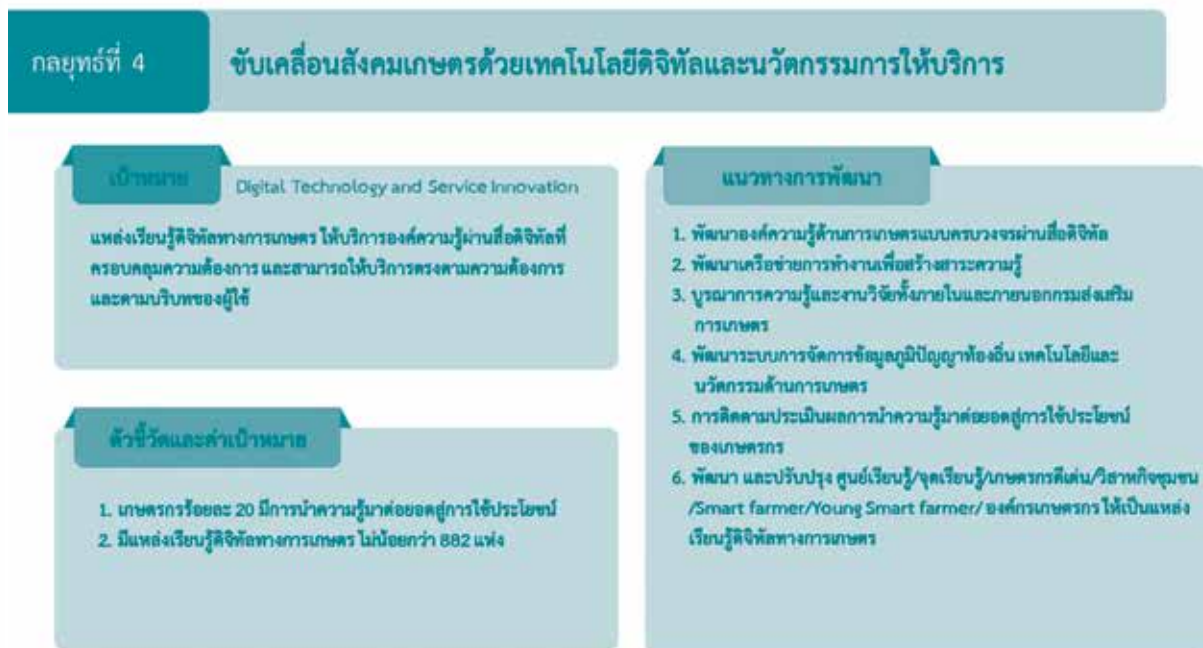 กลยุทธ์ที่ 4
ขับเคลื่อนสังคมเกษตรด้วยเทคโนโลยีดิจิทัลและนวัตกรรมการให้บริการ
เป้าหมาย
Digital Technology and Service Innovation
แหล่งเรียนรู้ดิจิทัลทางการเกษตร ให้บริการองค์ความรู้ผ่านสื่อดิจิทัลที่
ครอบคลุมความต้องการ และสามารถให้บริการตรงตามความต้องการ
และตามบริบทของผู้ใช้
ตัวชี้วัดและค่าเป้าหมาย
1. เกษตรกรร้อยละ 20 มีการนำความรู้มาต่อยอดสู่การใช้ประโยชน์
2. มีแหล่งเรียนรู้ดิจิทัลทางการเกษตร ไม่น้อยกว่า 882 แห่ง
แนวทางการพัฒนา
1. พัฒนาองค์ความรู้ด้านการเกษตรแบบครบวงจรผ่านสื่อดิจิทัล
2. พัฒนาเครือข่ายการทำงานเพื่อสร้างสาระความรู้
3. บูรณาการความรู้และงานวิจัยทั้งภายในและภายนอกกรมส่งเสริม
การเกษตร
4. พัฒนาระบบการจัดการข้อมูลภูมิปัญญาท้องถิ่น เทคโนโลยีและ
นวัตกรรมด้านการเกษตร
5. การติดตามประเมินผลการนำความรู้มาต่อยอดสู่การใช้ประโยชน์
ของเกษตรกร
6. พัฒนา และปรับปรุง ศูนย์เรียนรู้/จุดเรียนรู้/เกษตรกรดีเด่น/วิสาหกิจชุมชน
/Smart farmer/Young Smart farmer/ องค์กรเกษตรกร ให้เป็นแหล่ง
เรียนรู้ดิจิทัลทางการเกษตร